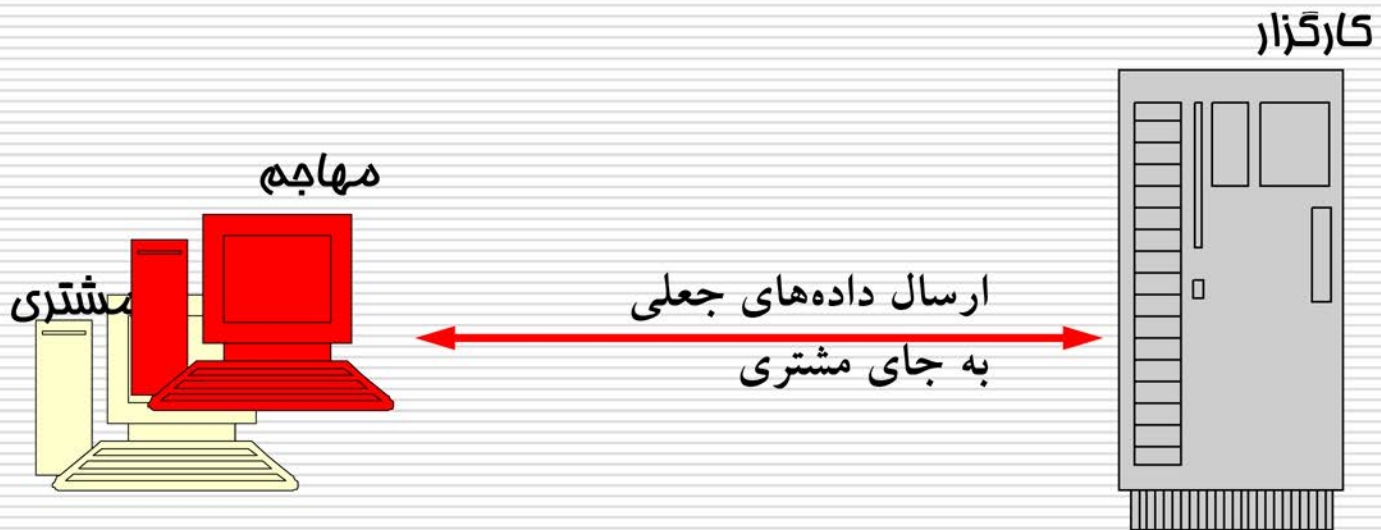 کارگزار
مهاجم
مشتری
ارسال داده‌های جعلی
به جای مشتری